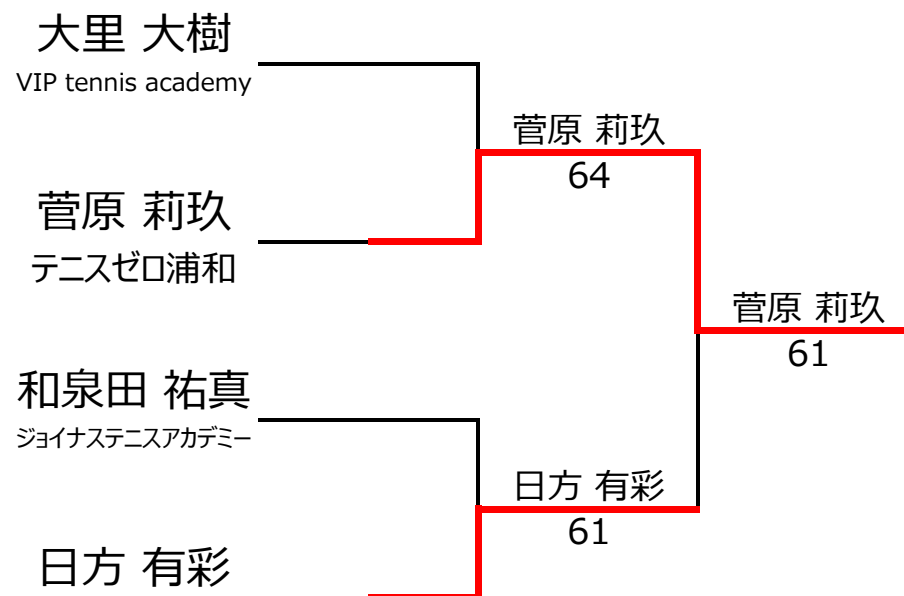 大里 大樹
VIP tennis academy
菅原 莉玖
64
菅原 莉玖
テニスゼロ浦和
菅原 莉玖
61
和泉田 祐真
ジョイナステニスアカデミー
日方 有彩
61
日方 有彩